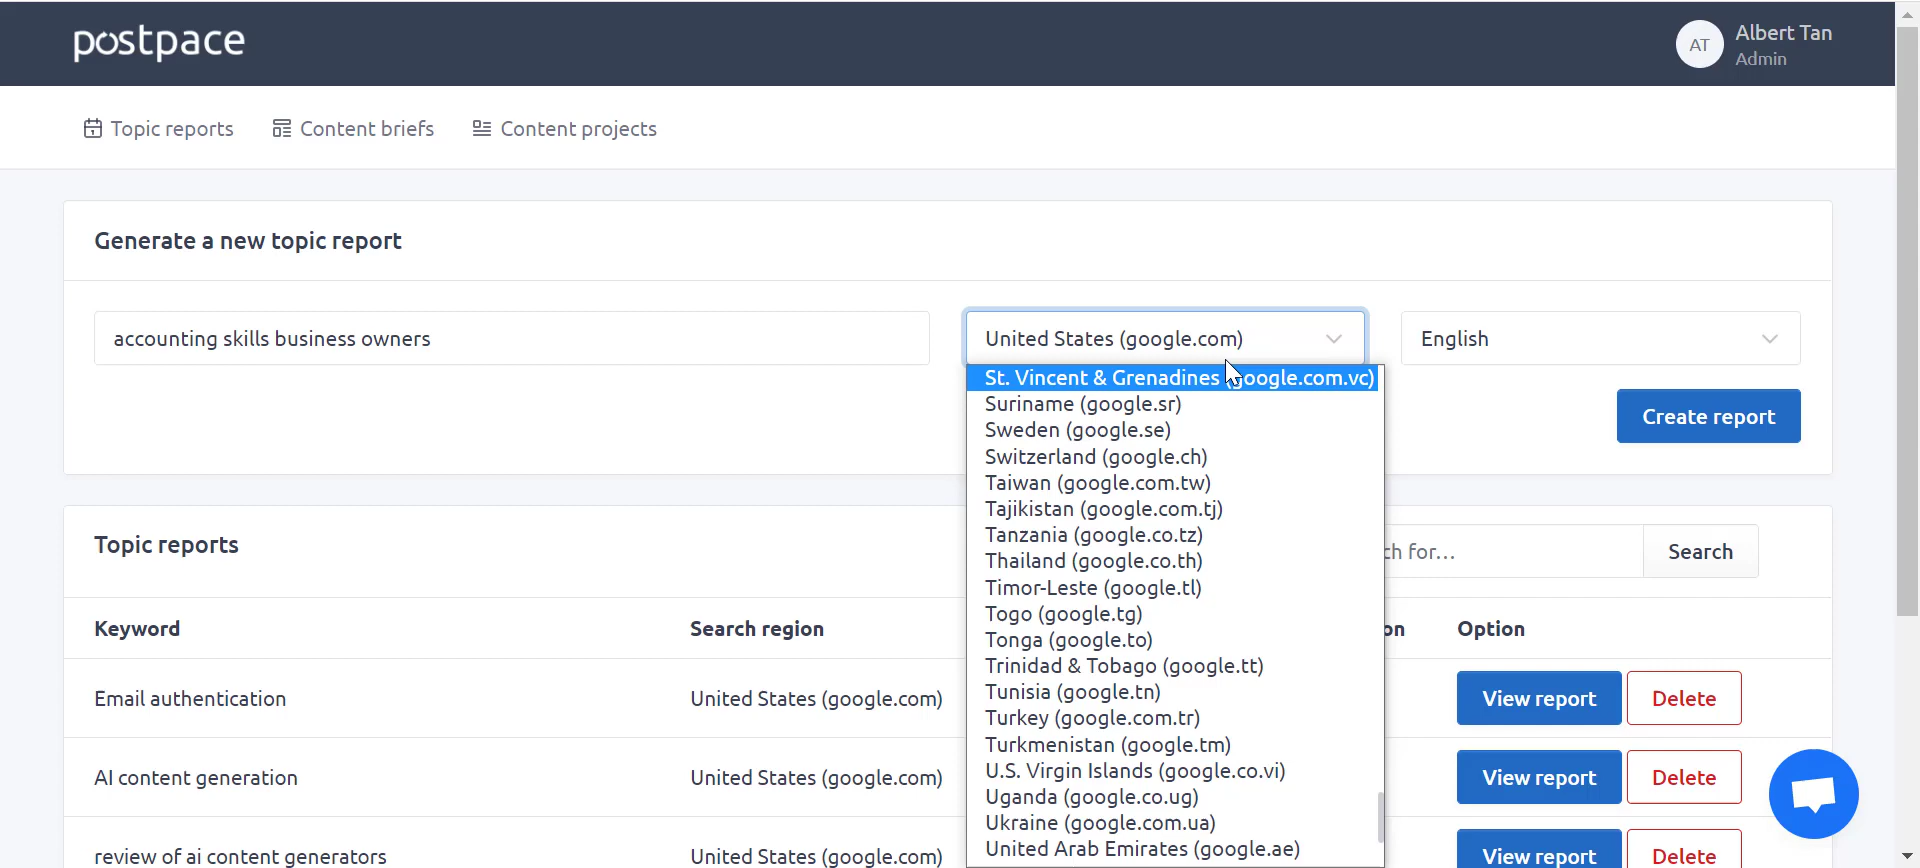 postpace
AT
Albert Tan
Admin
Topic reports
Content briefs
Content projects
Generate a new topic report
accounting skills business owners
United States (google.com)
English
St. Vincent & Grenadines (google.com.vc)
Suriname (google.sr)
Sweden (google.se)
Switzerland (google.ch)
Taiwan (google.com.tw)
Tajikistan (google.com.tj)
Tanzania (google.co.tz)
Thailand (google.co.th)
Timor-Leste (google.tl)
Togo (google.tg)
Tonga (google.to)
Trinidad & Tobago (google.tt)
Tunisia (google.tn)
Turkey (google.com.tr)
Turkmenistan (google.tm)
U.S. Virgin Islands (google.co.vi)
Uganda (google.co.ug)
Ukraine (google.com.ua)
United Arab Emirates (google.ae)
Create report
Topic reports
ch for...
Search
Keyword
Search region
on
Option
Email authentication
United States (google.com)
View report
Delete
AI content generation
United States (google.com)
View report
Delete
review of ai content generators
United States (google.com)
View report
Delete